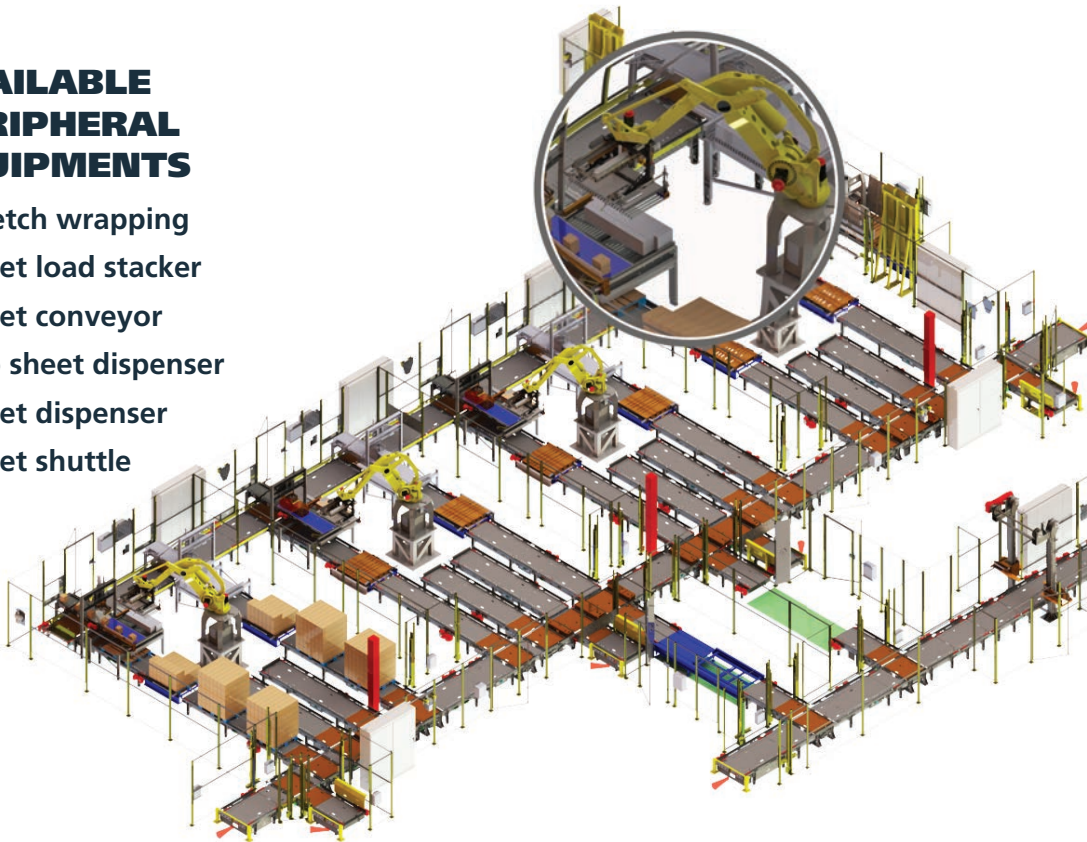 AILABLE
RIPHERAL
UIPMENTS
etch wrapping
et load stacker
et conveyor
sheet dispenser
et dispenser
et shuttle